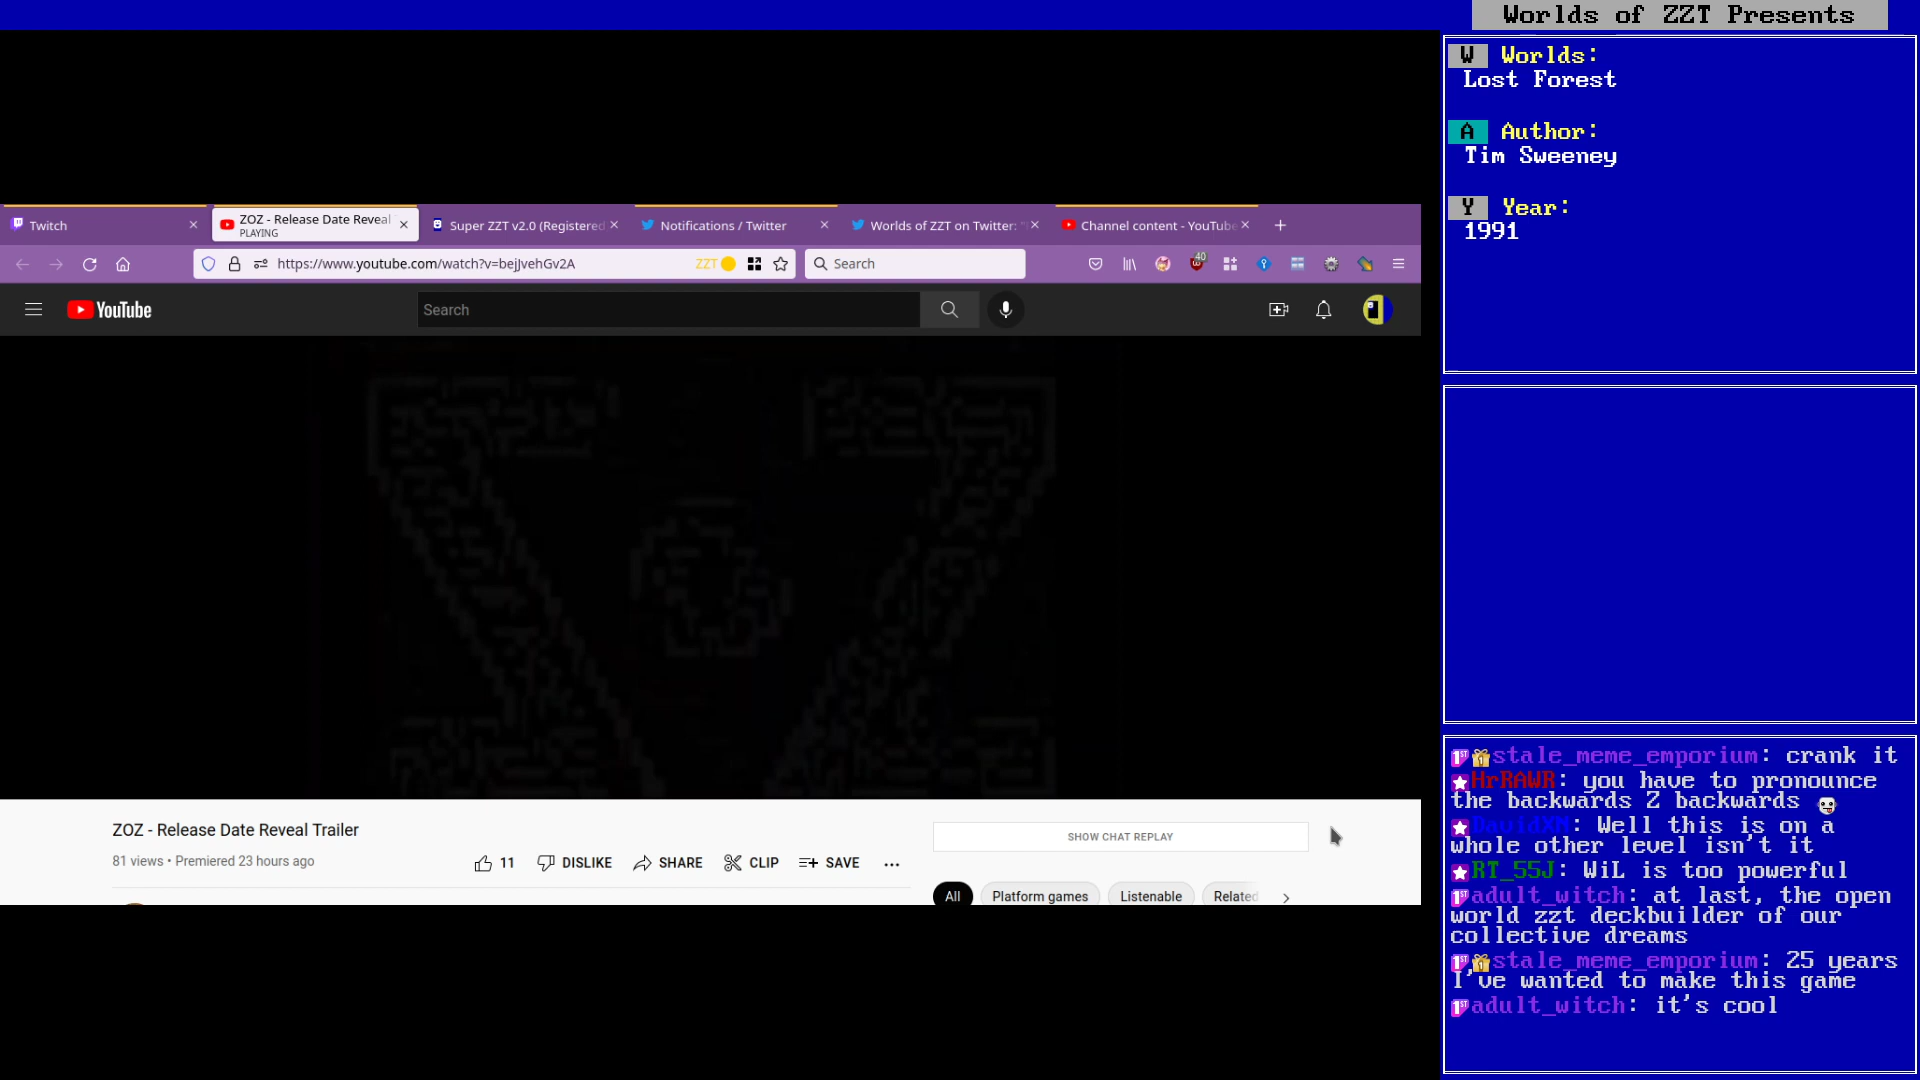 Worlds of ZZT Presents
W Worlds:
Lost Forest
A Author:
Tim Sweeney
Y Year:
1991
Twitch
ZOZ - Release Date Reveal
PLAYING
Super ZZT v2.0 (Registered
Notifications / Twitter
Worlds of ZZT on Twitter:
Channel content - YouTube
https://www.youtube.com/watch?v=bejJvehGv2A
ZZT
Search
40
YouTube
Search
ZOZ - Release Date Reveal Trailer
81 views • Premiered 23 hours ago
11
DISLIKE
SHARE
CLIP
SAVE
SHOW CHAT REPLAY
All
Platform games
Listenable
Related
stale_meme_emporium: crank it
HrRAWR: you have to pronounce
the backwards Z backwards
DavidXN: Well this is on a
whole other level isn't it
RT_55J: WiL is too powerful
adult_witch: at last, the open
world zzt deckbuilder of our
collective dreams
stale_meme_emporium: 25 years
I've wanted to make this game
adult_witch: it's cool